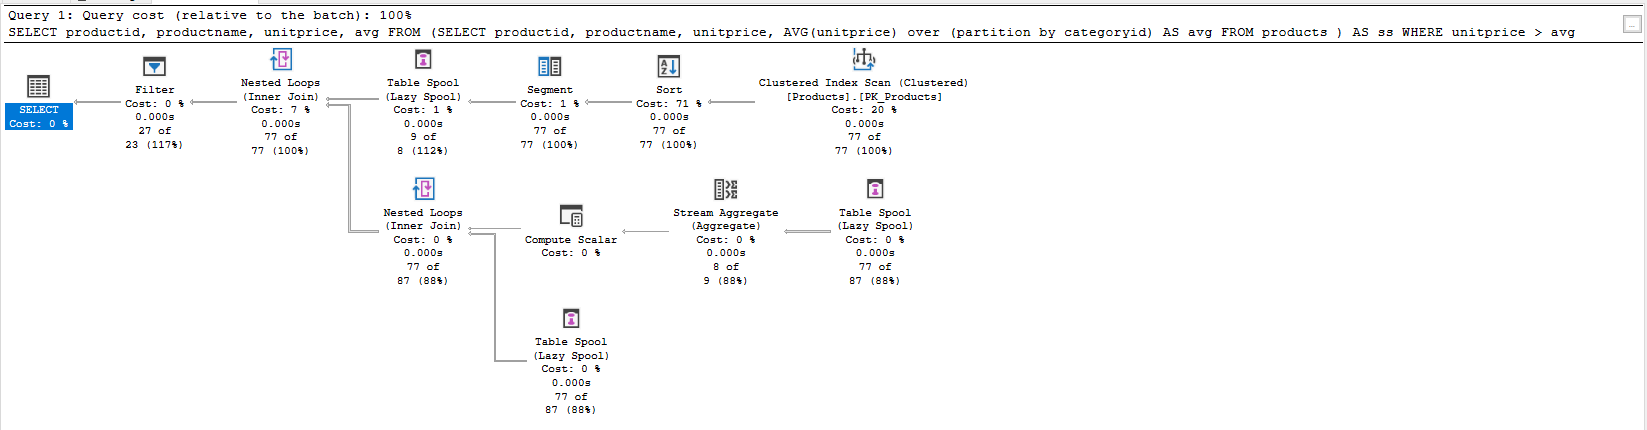 Query 1: Query cost (relative to the batch): 100%
SELECT productid, productname, unitprice, avg FROM (SELECT productid, productname, unitprice, AVG(unitprice) over (partition by categoryid) AS avg FROM products ) AS ss WHERE unitprice > avg
...
SELECT
Cost: 0 %
Filter
Cost: 0 %
0.000s
27 of
23 (117%)
Nested Loops
(Inner Join)
Cost: 7 %
0.000s
77 of
77 (100%)
Table Spool
(Lazy Spool)
Cost: 1 %
0.000s
9 of
8 (112%)
Segment
Cost: 1 %
0.000s
77 of
77 (100%)
Sort
Cost: 71 %
0.000s
77 of
77 (100%)
Clustered Index Scan (Clustered)
[Products].[PK_Products]
Cost: 20 %
0.000s
77 of
77 (100%)
Nested Loops
(Inner Join)
Cost: 0 %
0.000s
77 of
87 (88%)
Compute Scalar
Cost: 0 %
Stream Aggregate
(Aggregate)
Cost: 0 %
0.000s
8 of
9 (88%)
Table Spool
(Lazy Spool)
Cost: 0 %
0.000s
77 of
87 (88%)
Table Spool
(Lazy Spool)
Cost: 0 %
0.000s
77 of
87 (88%)